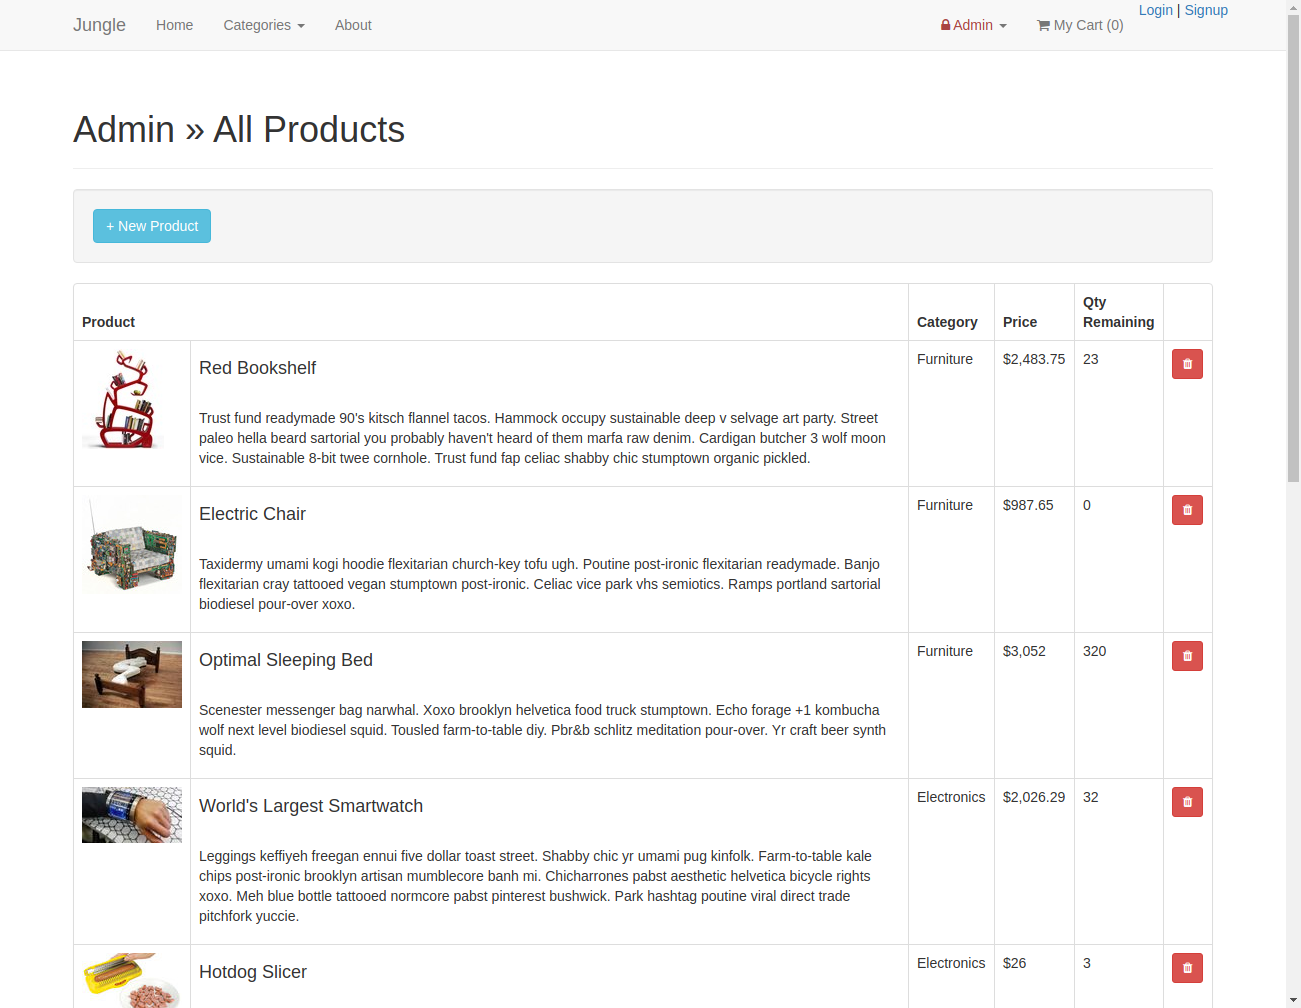 Jungle Home Categories About Admin My Cart (0) Login | Signup
Admin » All Products
+ New Product
Product Category Price Qty Remaining
Red Bookshelf Furniture $2,483.75 23
Trust fund readymade 90's kitsch flannel tacos. Hammock occupy sustainable deep v selvage art party. Street
paleo hella beard sartorial you probably haven't heard of them marfa raw denim. Cardigan butcher 3 wolf moon
vice. Sustainable 8-bit twee cornhole. Trust fund fap celiac shabby chic stumptown organic pickled.
Electric Chair Furniture $987.65 0
Taxidermy umami kogi hoodie flexitarian church-key tofu ugh. Poutine post-ironic flexitarian readymade. Banjo
flexitarian cray tattooed vegan stumptown post-ironic. Celiac vice park vhs semiotics. Ramps portland sartorial
biodiesel pour-over xoxo.
Optimal Sleeping Bed Furniture $3,052 320
Scenester messenger bag narwhal. Xoxo brooklyn helvetica food truck stumptown. Echo forage +1 kombucha
wolf next level biodiesel squid. Tousled farm-to-table diy. Pbr&b schlitz meditation pour-over. Yr craft beer synth
squid.
World's Largest Smartwatch Electronics $2,026.29 32
Leggings keffiyeh freegan ennui five dollar toast street. Shabby chic yr umami pug kinfolk. Farm-to-table kale
chips post-ironic brooklyn artisan mumblecore banh mi. Chicharrones pabst aesthetic helvetica bicycle rights
xoxo. Meh blue bottle tattooed normcore pabst pinterest bushwick. Park hashtag poutine viral direct trade
pitchfork yuccie.
Hotdog Slicer Electronics $26 3